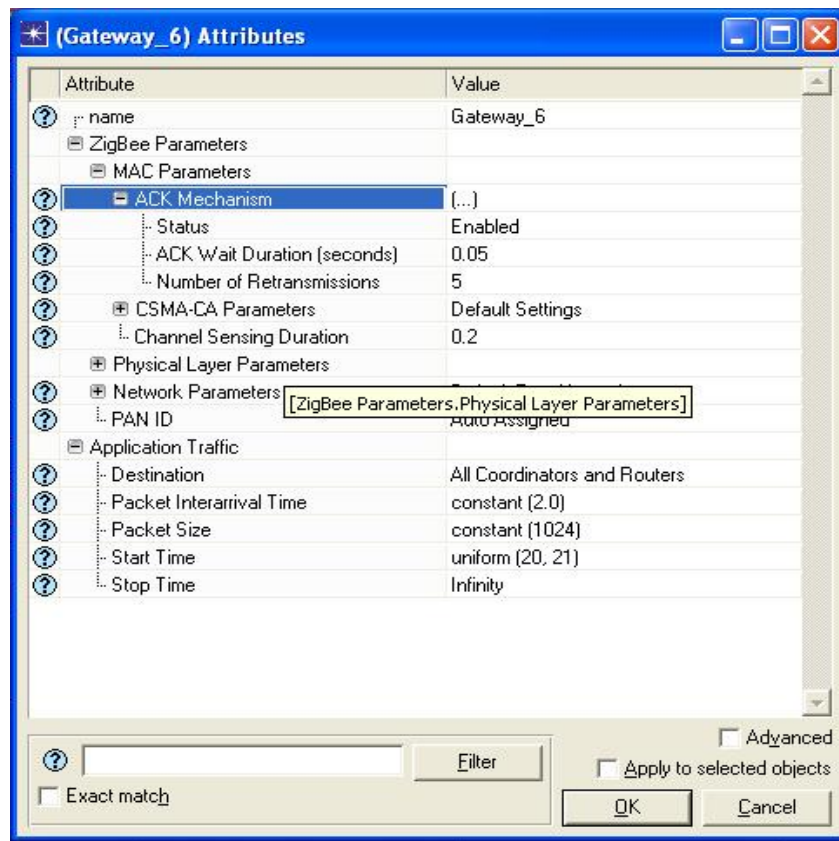 (Gateway_6) Attributes
Attribute Value
name Gateway_6
ZigBee Parameters
MAC Parameters
ACK Mechanism (...)
Status Enabled
ACK Wait Duration (seconds) 0.05
Number of Retransmissions 5
CSMA-CA Parameters Default Settings
Channel Sensing Duration 0.2
Physical Layer Parameters
Network Parameters
[ZigBee Parameters.Physical Layer Parameters]
PAN ID Auto Assigned
Application Traffic
Destination All Coordinators and Routers
Packet Interarrival Time constant (2.0)
Packet Size constant (1024)
Start Time uniform (20, 21)
Stop Time Infinity
Advanced
Filter
Apply to selected objects
Exact match
OK Cancel